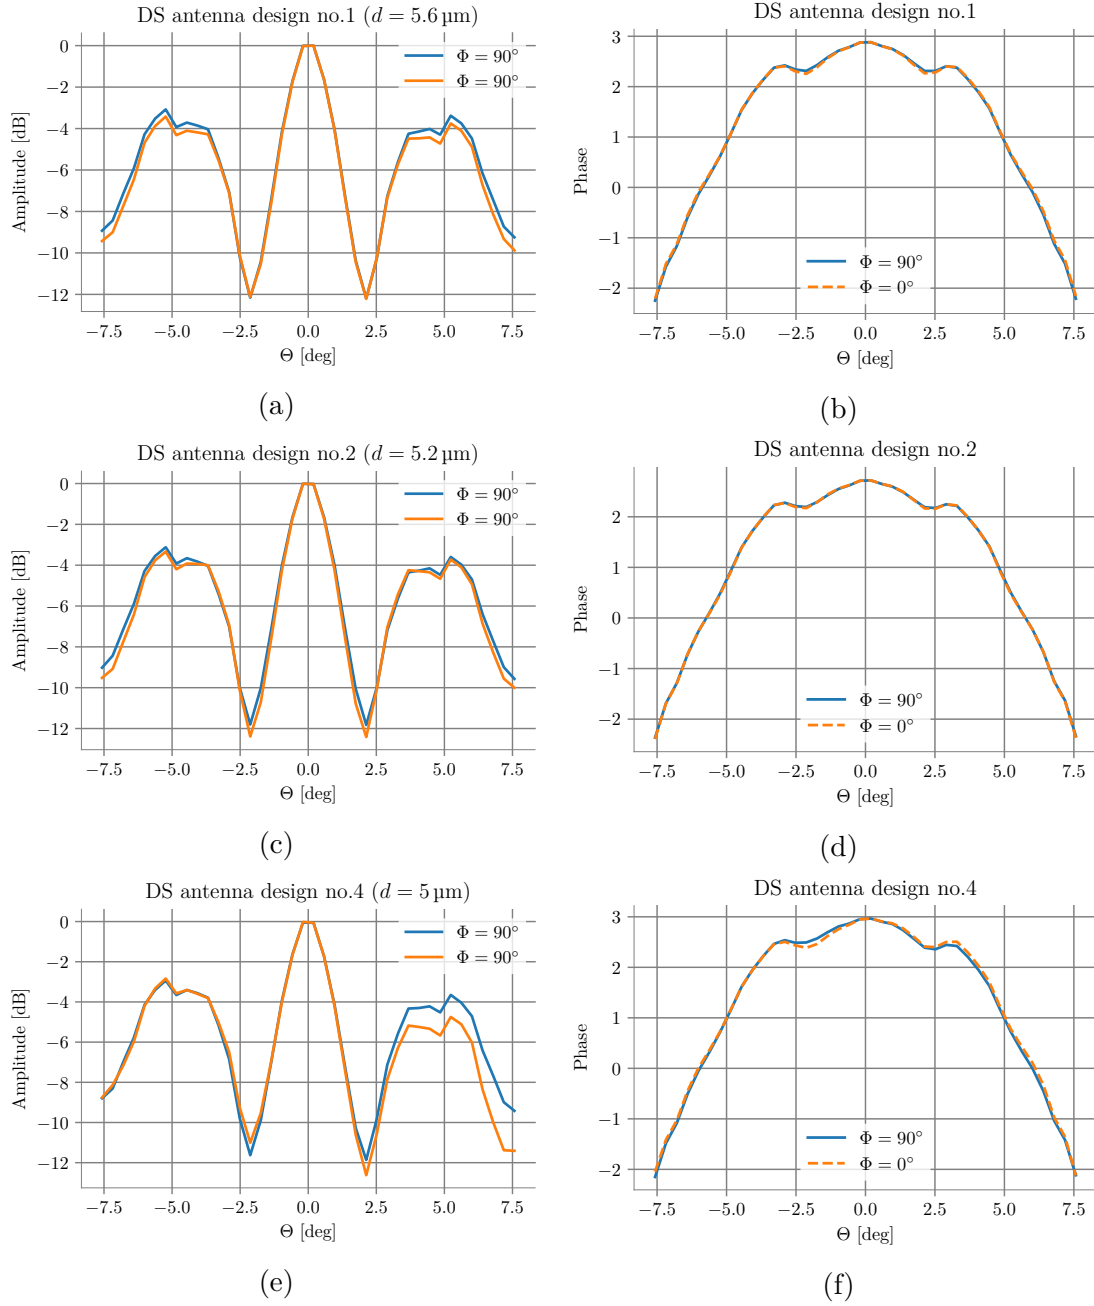 DS antenna design no.1 (d = 5.6 μm)
Amplitude [dB]
0
−2
−4
−6
−8
−10
−12
Φ = 90°
Φ = 90°
−7.5 −5.0 −2.5 0.0 2.5 5.0 7.5
Θ [deg]
(a)
DS antenna design no.1
Phase
3
2
1
0
−1
−2
Φ = 90°
Φ = 0°
−7.5 −5.0 −2.5 0.0 2.5 5.0 7.5
Θ [deg]
(b)
DS antenna design no.2 (d = 5.2 μm)
Amplitude [dB]
0
−2
−4
−6
−8
−10
−12
Φ = 90°
Φ = 90°
−7.5 −5.0 −2.5 0.0 2.5 5.0 7.5
Θ [deg]
(c)
DS antenna design no.2
Phase
2
1
0
−1
−2
Φ = 90°
Φ = 0°
−7.5 −5.0 −2.5 0.0 2.5 5.0 7.5
Θ [deg]
(d)
DS antenna design no.4 (d = 5 μm)
Amplitude [dB]
0
−2
−4
−6
−8
−10
−12
Φ = 90°
Φ = 90°
−7.5 −5.0 −2.5 0.0 2.5 5.0 7.5
Θ [deg]
(e)
DS antenna design no.4
Phase
3
2
1
0
−1
−2
Φ = 90°
Φ = 0°
−7.5 −5.0 −2.5 0.0 2.5 5.0 7.5
Θ [deg]
(f)